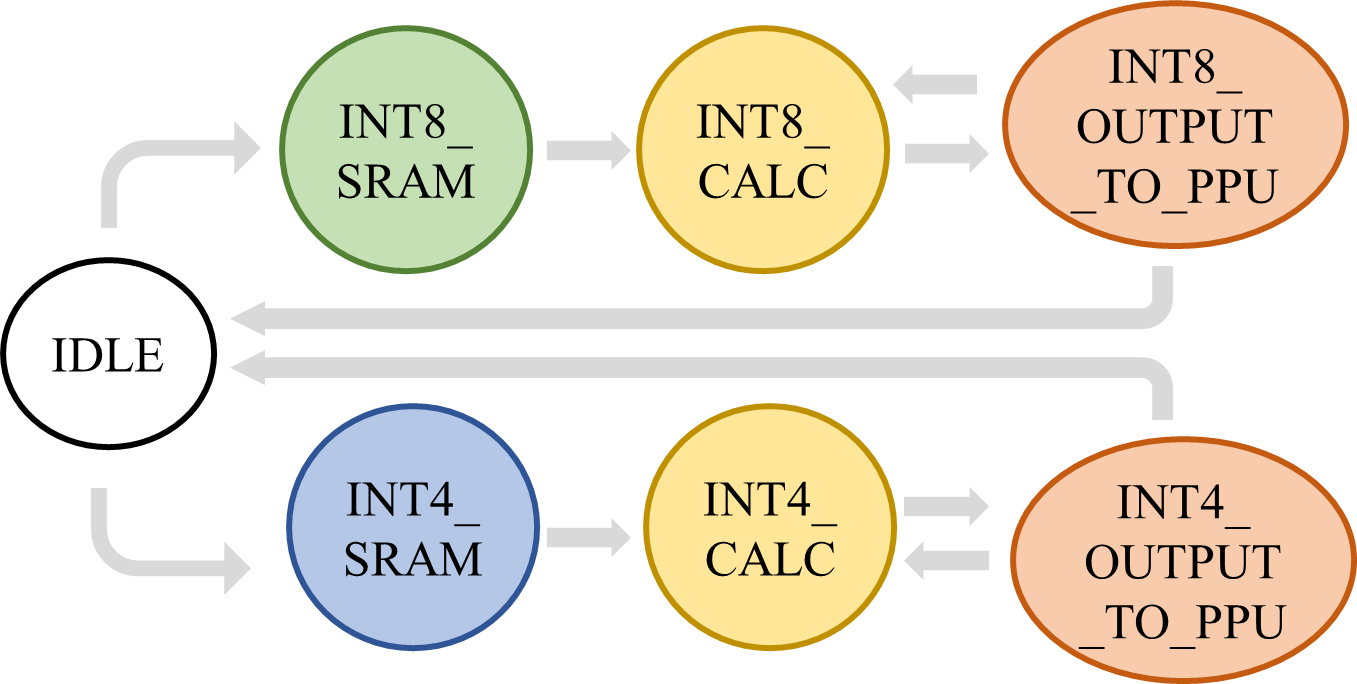 INT8_
SRAM
INT8_
CALC
INT8_
OUTPUT
_TO_PPU
IDLE
INT4_
SRAM
INT4_
CALC
INT4_
OUTPUT
_TO_PPU